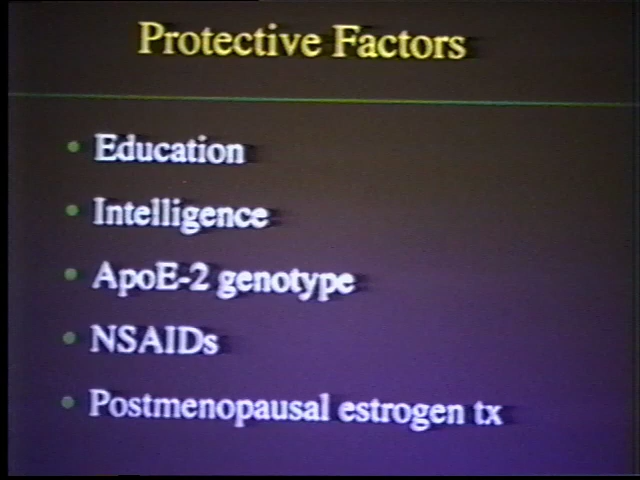 Protective Factors
• Education
• Intelligence
• ApoE-2 genotype
• NSAIDs
• Postmenopausal estrogen tx